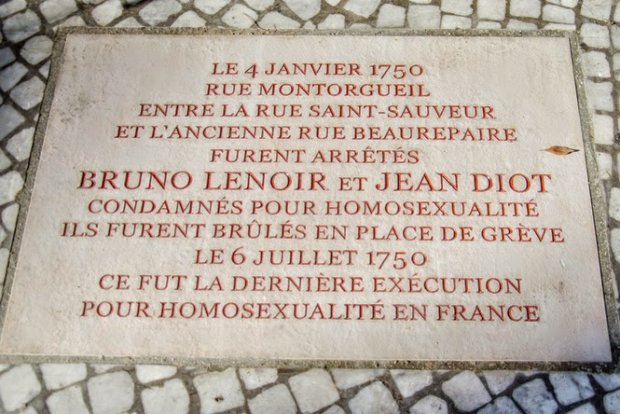 LE 4 JANVIER 1750
RUE MONTORGUEIL
ENTRE LA RUE SAINT-SAUVEUR
ET L'ANCIENNE RUE BEAUREPAIRE
FURENT ARRÊTÉS
BRUNO LENOIR ET JEAN DIOT
CONDAMNÉS POUR HOMOSEXUALITÉ
ILS FURENT BRÛLÉS EN PLACE DE GRÈVE
LE 6 JUILLET 1750
CE FUT LA DERNIÈRE EXÉCUTION
POUR HOMOSEXUALITÉ EN FRANCE